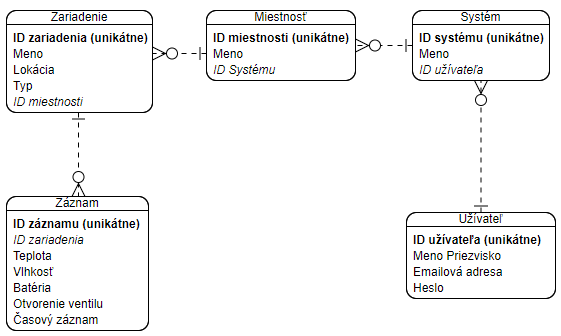 Zariadenie
ID zariadenia (unikátne)
Meno
Lokácia
Typ
ID miestnosti
Miestnosť
ID miestnosti (unikátne)
Meno
ID Systému
Systém
ID systému (unikátne)
Meno
ID užívateľa
Záznam
ID záznamu (unikátne)
ID zariadenia
Teplota
Vlhkosť
Batéria
Otvorenie ventilu
Časový záznam
Užívateľ
ID užívateľa (unikátne)
Meno Priezvisko
Emailová adresa
Heslo